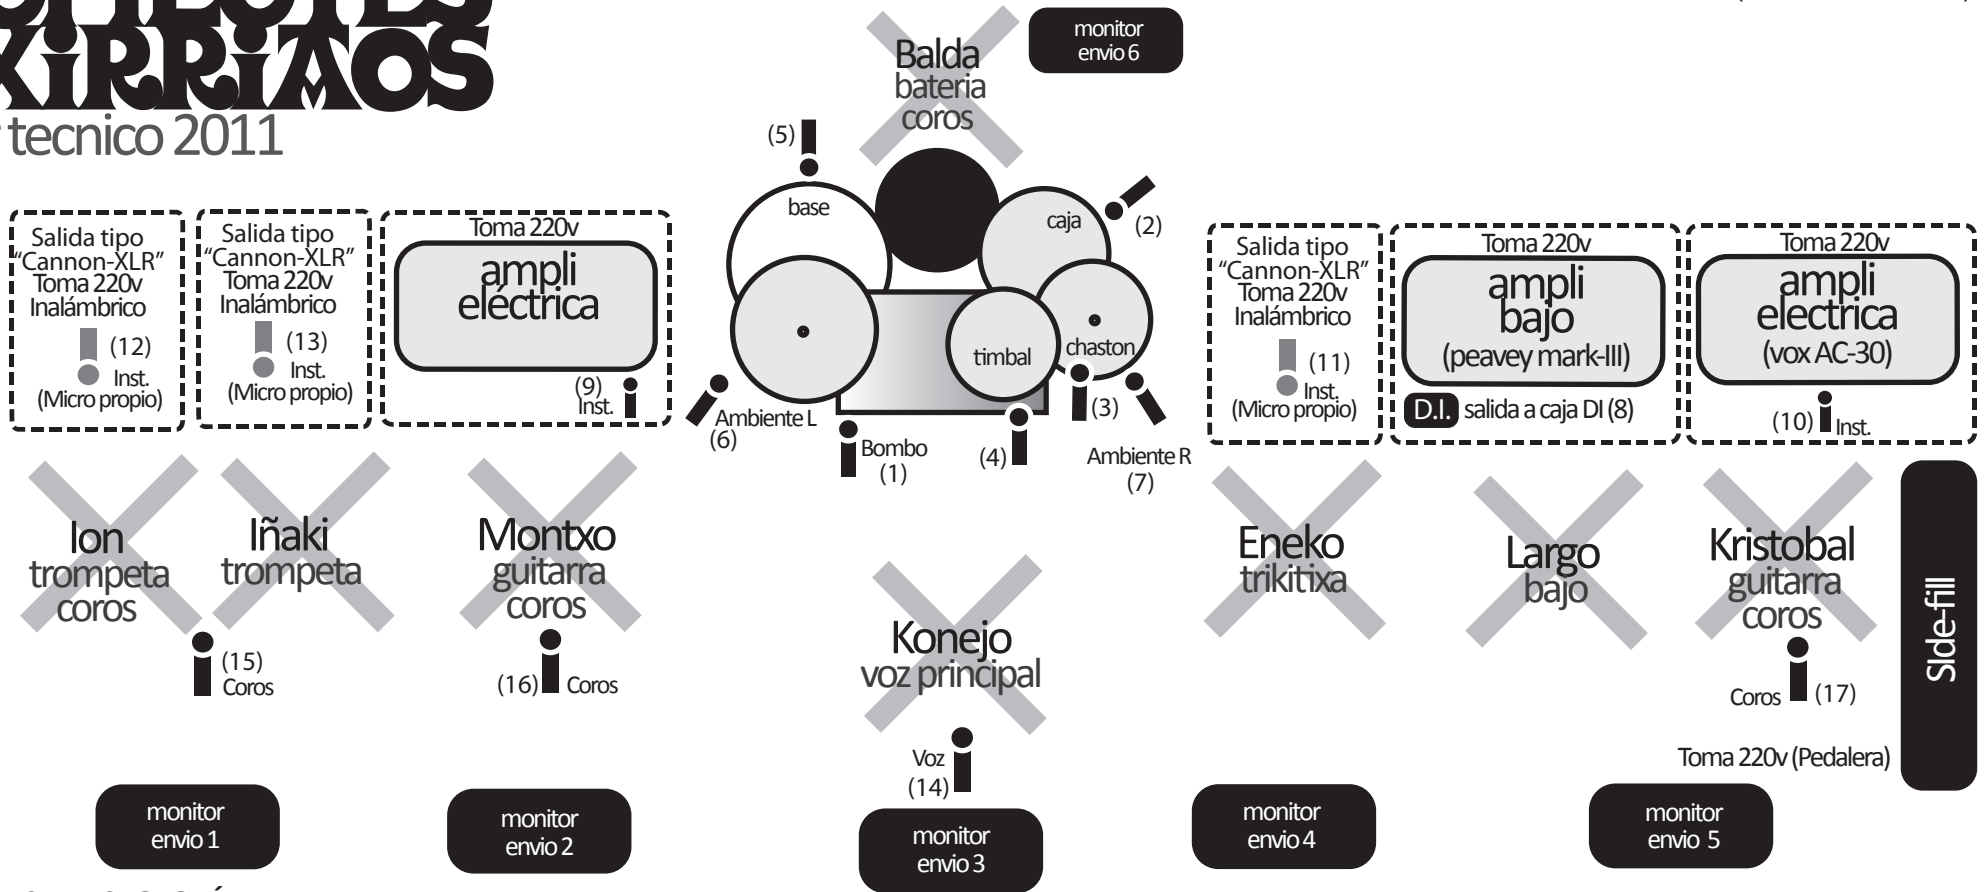 XiRRiAOS
tecnico 2011
Balda
bateria
coros
monitor
envio 6
(5)
base
caja
(2)
timbal
chaston
(3)
Ambiente L
(6)
Bombo
(1)
(4)
Ambiente R
(7)
Salida tipo
“Cannon-XLR”
Toma 220v
Inalámbrico
(12)
Inst.
(Micro propio)
Salida tipo
“Cannon-XLR”
Toma 220v
Inalámbrico
(13)
Inst.
(Micro propio)
Toma 220v
ampli
eléctrica
(9)
Inst.
Salida tipo
“Cannon-XLR”
Toma 220v
Inalámbrico
(11)
Inst.
(Micro propio)
Toma 220v
ampli
bajo
(peavey mark-III)
D.I. salida a caja DI (8)
Toma 220v
ampli
electrica
(vox AC-30)
(10) Inst.
Ion
trompeta
coros
Iñaki
trompeta
(15)
Coros
Montxo
guitarra
coros
(16) Coros
Konejo
voz principal
Voz
(14)
Eneko
trikitixa
Largo
bajo
Kristobal
guitarra
coros
Coros (17)
Toma 220v (Pedalera)
SIde-fill
monitor
envio 1
monitor
envio 2
monitor
envio 3
monitor
envio 4
monitor
envio 5